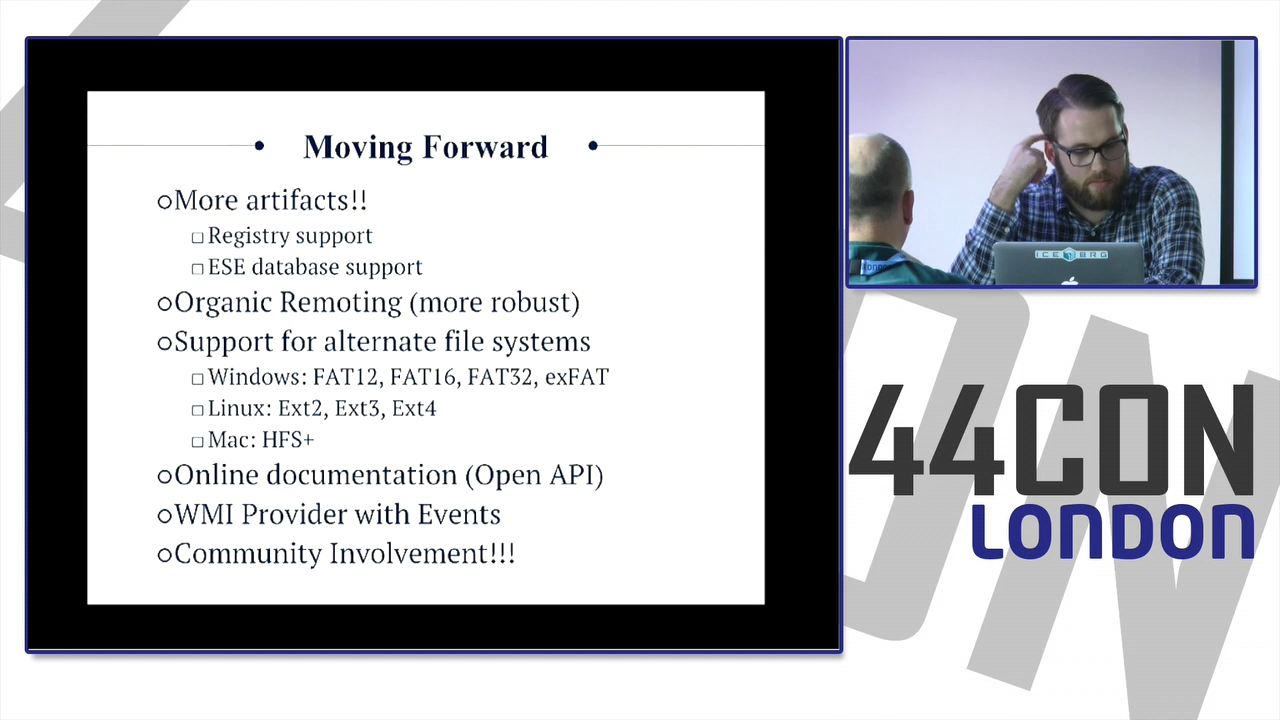 Moving Forward
More artifacts!!
Registry support
ESE database support
Organic Remoting (more robust)
Support for alternate file systems
Windows: FAT12, FAT16, FAT32, exFAT
Linux: Ext2, Ext3, Ext4
Mac: HFS+
Online documentation (Open API)
WMI Provider with Events
Community Involvement!!!
ICEBRG
44CON
LONDON